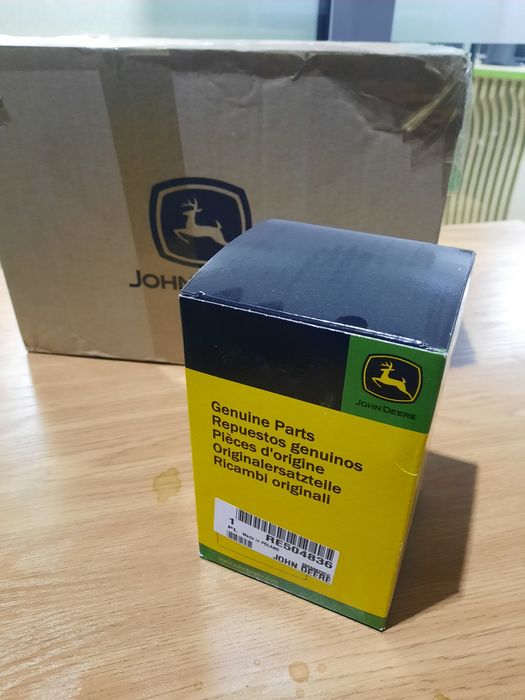 JOHN
JOHN DEERE
Genuine Parts
Repuestos genuinos
Pièces d'origine
Originalersatzteile
Ricambi originali
1
Made in POLAND
RE504836
JOHN DEERE